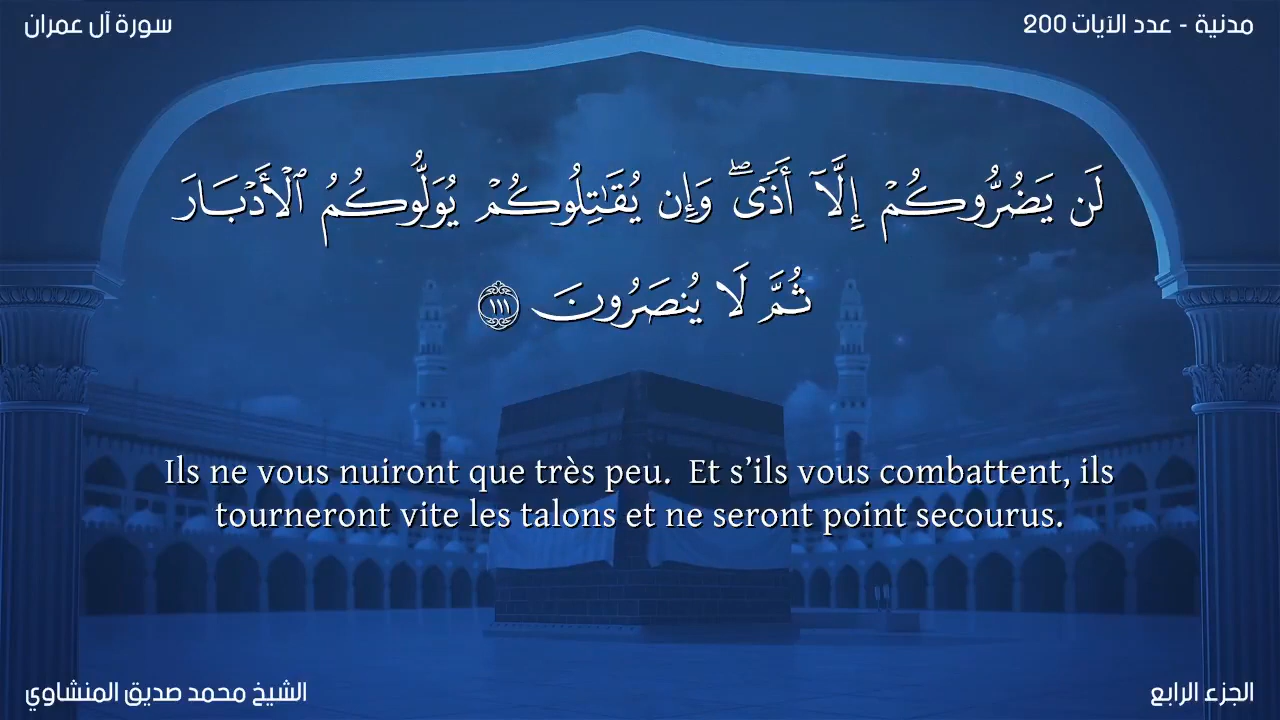 مدنية - عدد الآيات 200
سورة آل عمران
لَن يَضُرُّوكُمْ إِلَّآ أَذًۭى ۖ وَإِن يُقَـٰتِلُوكُمْ يُوَلُّوكُمُ ٱلْأَدْبَارَ
ثُمَّ لَا يُنصَرُونَ ١١١
Ils ne vous nuiront que très peu. Et s’ils vous combattent, ils
tourneront vite les talons et ne seront point secourus.
الجزء الرابع
الشيخ محمد صديق المنشاوي